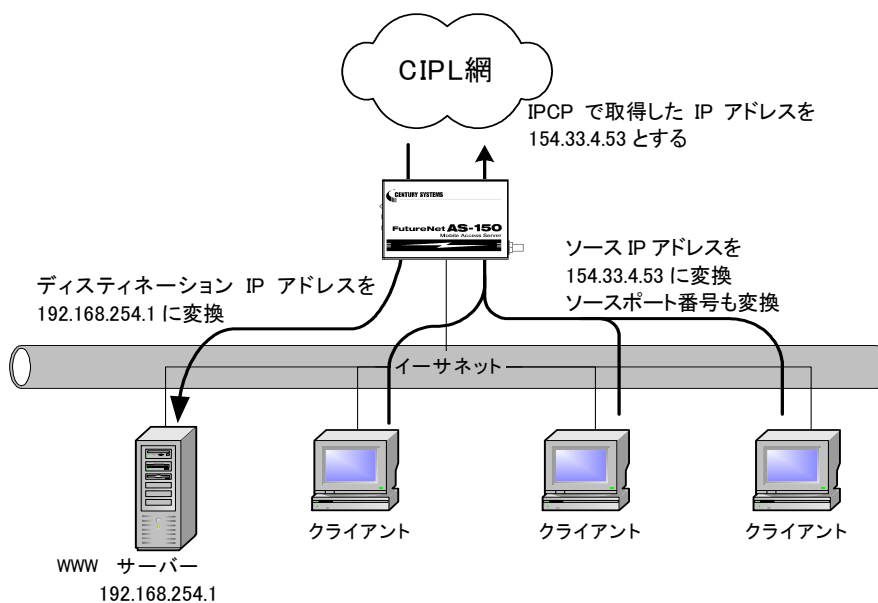 CIPL網
IPCP で取得した IP アドレスを
154.33.4.53 とする
CENTURY SYSTEMS
FutureNet AS-150
Mobile Access Server
ソース IP アドレスを
154.33.4.53 に変換
ソースポート番号も変換
ディスティネーション IP アドレスを
192.168.254.1 に変換
イーサネット
クライアント
クライアント
クライアント
WWW サーバー
192.168.254.1